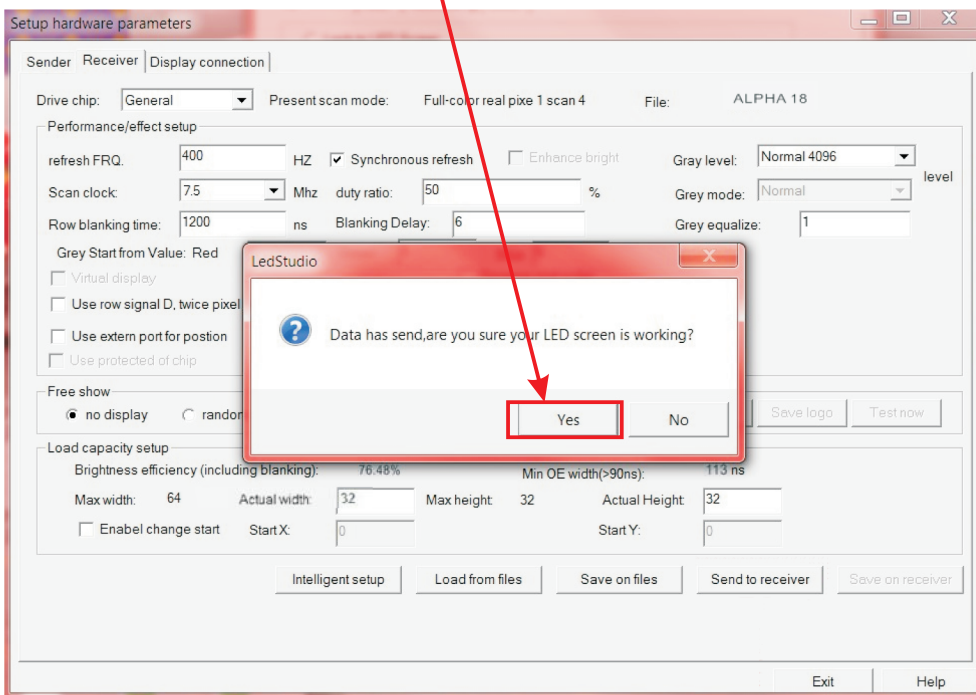 Setup hardware parameters
Sender Receiver Display connection
Drive chip: General Present scan mode: Full-color real pixe 1 scan 4 File: ALPHA 18
Performance/effect setup
refresh FRQ. 400 HZ Synchronous refresh Enhance bright Gray level: Normal 4096 level
Scan clock: 7.5 Mhz duty ratio: 50 % Grey mode: Normal
Row blanking time: 1200 ns Blanking Delay: 6 Grey equalize: 1
Grey Start from Value: Red
LedStudio
Virtual display
Use row signal D, twice pixel
Data has send,are you sure your LED screen is working?
Use extern port for postion
Use protected of chip
Free show
no display Yes No Save logo Test now
Load capacity setup
Brightness efficiency (including blanking): 76.48% Min OE width(>90ns): 113 ns
Max width: 64 Actual width: 32 Max height: 32 Actual Height: 32
Enabel change start Start X: 0 Start Y: 0
Intelligent setup Load from files Save on files Send to receiver Save on receiver
Exit Help